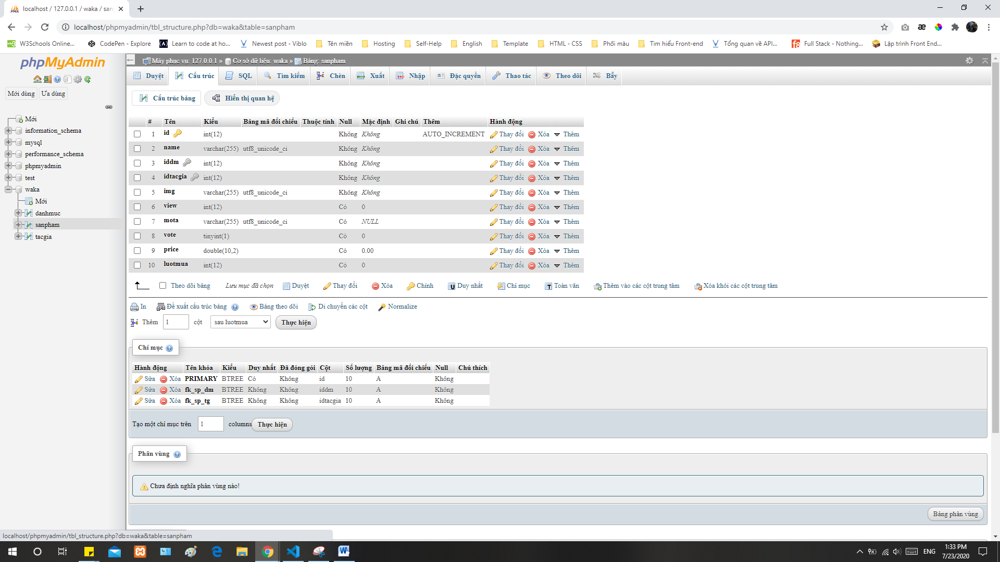 localhost / 127.0.0.1 / waka / san
localhost/phpmyadmin/tbl_structure.php?db=waka&table=sanpham
W3Schools Online... CodePen - Explore Learn to code at ho... Newest post - Viblo Tên miền Hosting Self-Help English Template HTML - CSS Phối màu Tìm hiểu Front-end Tổng quan về API... Full Stack - Nothing... Lập trình Front End...
phpMyAdmin
Mới dùng Ưa dùng
Mới
information_schema
mysql
performance_schema
phpmyadmin
test
waka
Mới
danhmuc
sanpham
tacgia
Máy phục vụ: 127.0.0.1 » Cơ sở dữ liệu: waka » Bảng: sanpham
Duyệt Cấu trúc SQL Tìm kiếm Chèn Xuất Nhập Đặc quyền Thao tác Theo dõi Bẫy
Cấu trúc bảng Hiển thị quan hệ
# Tên Kiểu Bảng mã đối chiếu Thuộc tính Null Mặc định Ghi chú Thêm Hành động
1 id int(12) Không Không AUTO_INCREMENT Thay đổi Xóa Thêm
2 name varchar(255) utf8_unicode_ci Không Không Thay đổi Xóa Thêm
3 iddm int(12) Không Không Thay đổi Xóa Thêm
4 idtacgia int(12) Không Không Thay đổi Xóa Thêm
5 img varchar(255) utf8_unicode_ci Không Không Thay đổi Xóa Thêm
6 view int(12) Có 0 Thay đổi Xóa Thêm
7 mota varchar(255) utf8_unicode_ci Có NULL Thay đổi Xóa Thêm
8 vote tinyint(1) Có 0 Thay đổi Xóa Thêm
9 price double(10,2) Có 0.00 Thay đổi Xóa Thêm
10 luotmua int(12) Có 0 Thay đổi Xóa Thêm
Theo dõi bảng Lưu mục đã chọn Duyệt Thay đổi Xóa Chính Duy nhất Chỉ mục Toàn văn Thêm vào các cột trung tâm Xóa khỏi các cột trung tâm
In Đề xuất cấu trúc bảng Bảng theo dõi Di chuyển các cột Normalize
Thêm 1 cột sau luotmua Thực hiện
Chỉ mục
Hành động Tên khóa Kiểu Duy nhất Đã đóng gói Cột Số lượng Bảng mã đối chiếu Null Chú thích
Sửa Xóa PRIMARY BTREE Có Không id 10 A Không
Sửa Xóa fk_sp_dm BTREE Không Không iddm 10 A Không
Sửa Xóa fk_sp_tg BTREE Không Không idtacgia 10 A Không
Tạo một chỉ mục trên 1 columns Thực hiện
Phân vùng
Chưa định nghĩa phân vùng nào!
Bảng phân vùng
localhost/phpmyadmin/tbl_structure.php?db=waka&table=sanpham
ENG
1:33 PM
7/23/2020